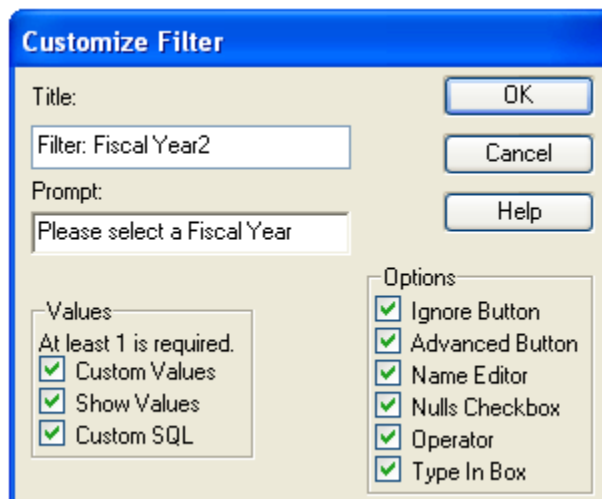 Customize Filter
Title:
OK
Filter: Fiscal Year2
Cancel
Prompt:
Help
Please select a Fiscal Year
Values
At least 1 is required.
Custom Values
Show Values
Custom SQL
Options
Ignore Button
Advanced Button
Name Editor
Nulls Checkbox
Operator
Type In Box